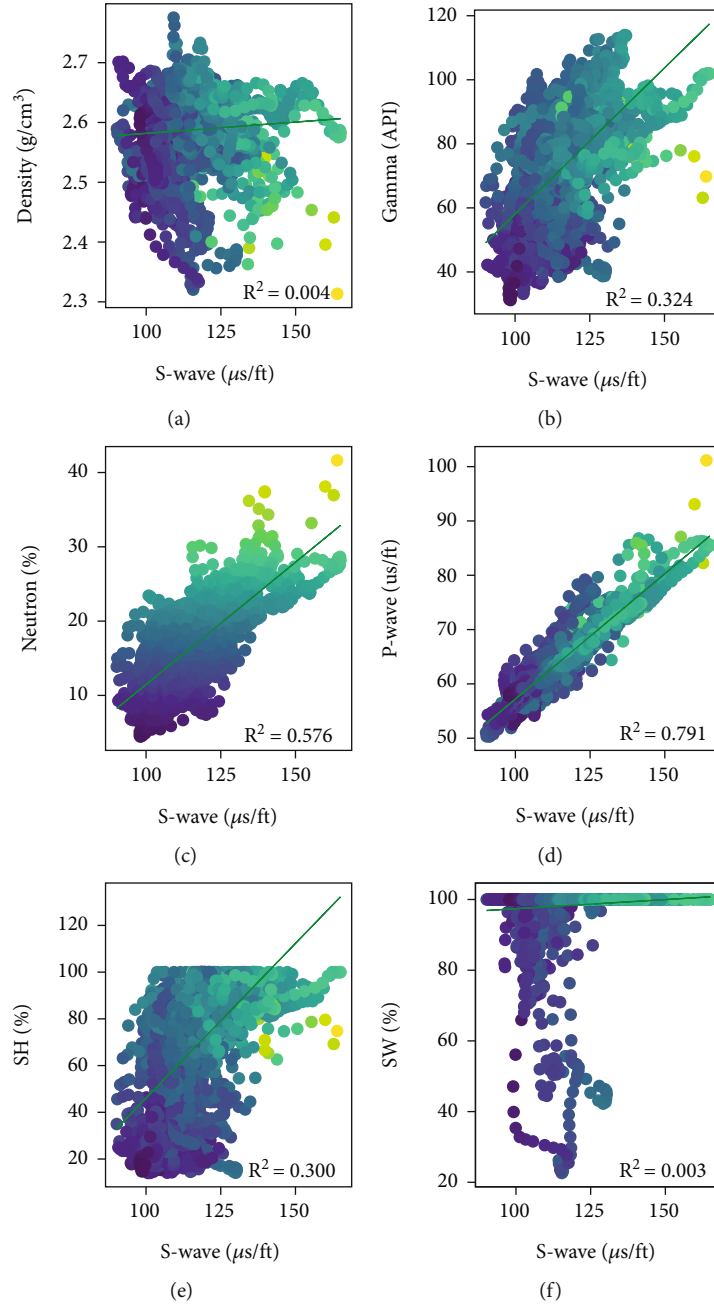 Density (g/cm³)
2.7
2.6
2.5
2.4
2.3
R² = 0.004
100 125 150
S-wave (μs/ft)
(a)
Gamma (API)
120
100
80
60
40
R² = 0.324
100 125 150
S-wave (μs/ft)
(b)
Neutron (%)
40
30
20
10
R² = 0.576
100 125 150
S-wave (μs/ft)
(c)
P-wave (us/ft)
100
90
80
70
60
50
R² = 0.791
100 125 150
S-wave (μs/ft)
(d)
SH (%)
120
100
80
60
40
20
R² = 0.300
100 125 150
S-wave (μs/ft)
(e)
SW (%)
100
80
60
40
20
R² = 0.003
100 125 150
S-wave (μs/ft)
(f)